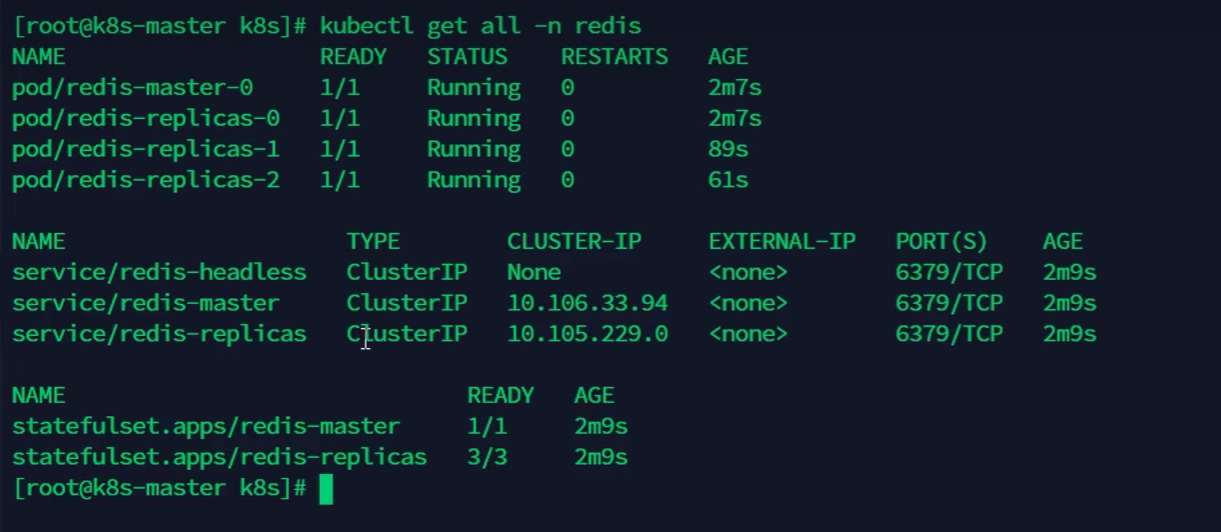 [root@k8s-master k8s]# kubectl get all -n redis
NAME                   READY   STATUS    RESTARTS   AGE
pod/redis-master-0     1/1     Running   0          2m7s
pod/redis-replicas-0   1/1     Running   0          2m7s
pod/redis-replicas-1   1/1     Running   0          89s
pod/redis-replicas-2   1/1     Running   0          61s

NAME                     TYPE        CLUSTER-IP     EXTERNAL-IP   PORT(S)    AGE
service/redis-headless   ClusterIP   None           <none>        6379/TCP   2m9s
service/redis-master     ClusterIP   10.106.33.94   <none>        6379/TCP   2m9s
service/redis-replicas   ClusterIP   10.105.229.0   <none>        6379/TCP   2m9s

NAME                              READY   AGE
statefulset.apps/redis-master     1/1     2m9s
statefulset.apps/redis-replicas   3/3     2m9s
[root@k8s-master k8s]#